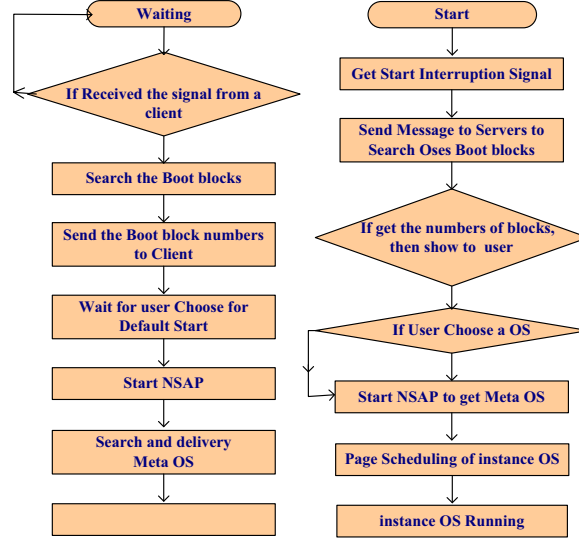 Waiting
If Received the signal from a
client
Search the Boot blocks
Send the Boot block numbers
to Client
Wait for user Choose for
Default Start
Start NSAP
Search and delivery
Meta OS
Start
Get Start Interruption Signal
Send Message to Servers to
Search Oses Boot blocks
If get the numbers of blocks,
then show to user
If User Choose a OS
Start NSAP to get Meta OS
Page Scheduling of instance OS
instance OS Running